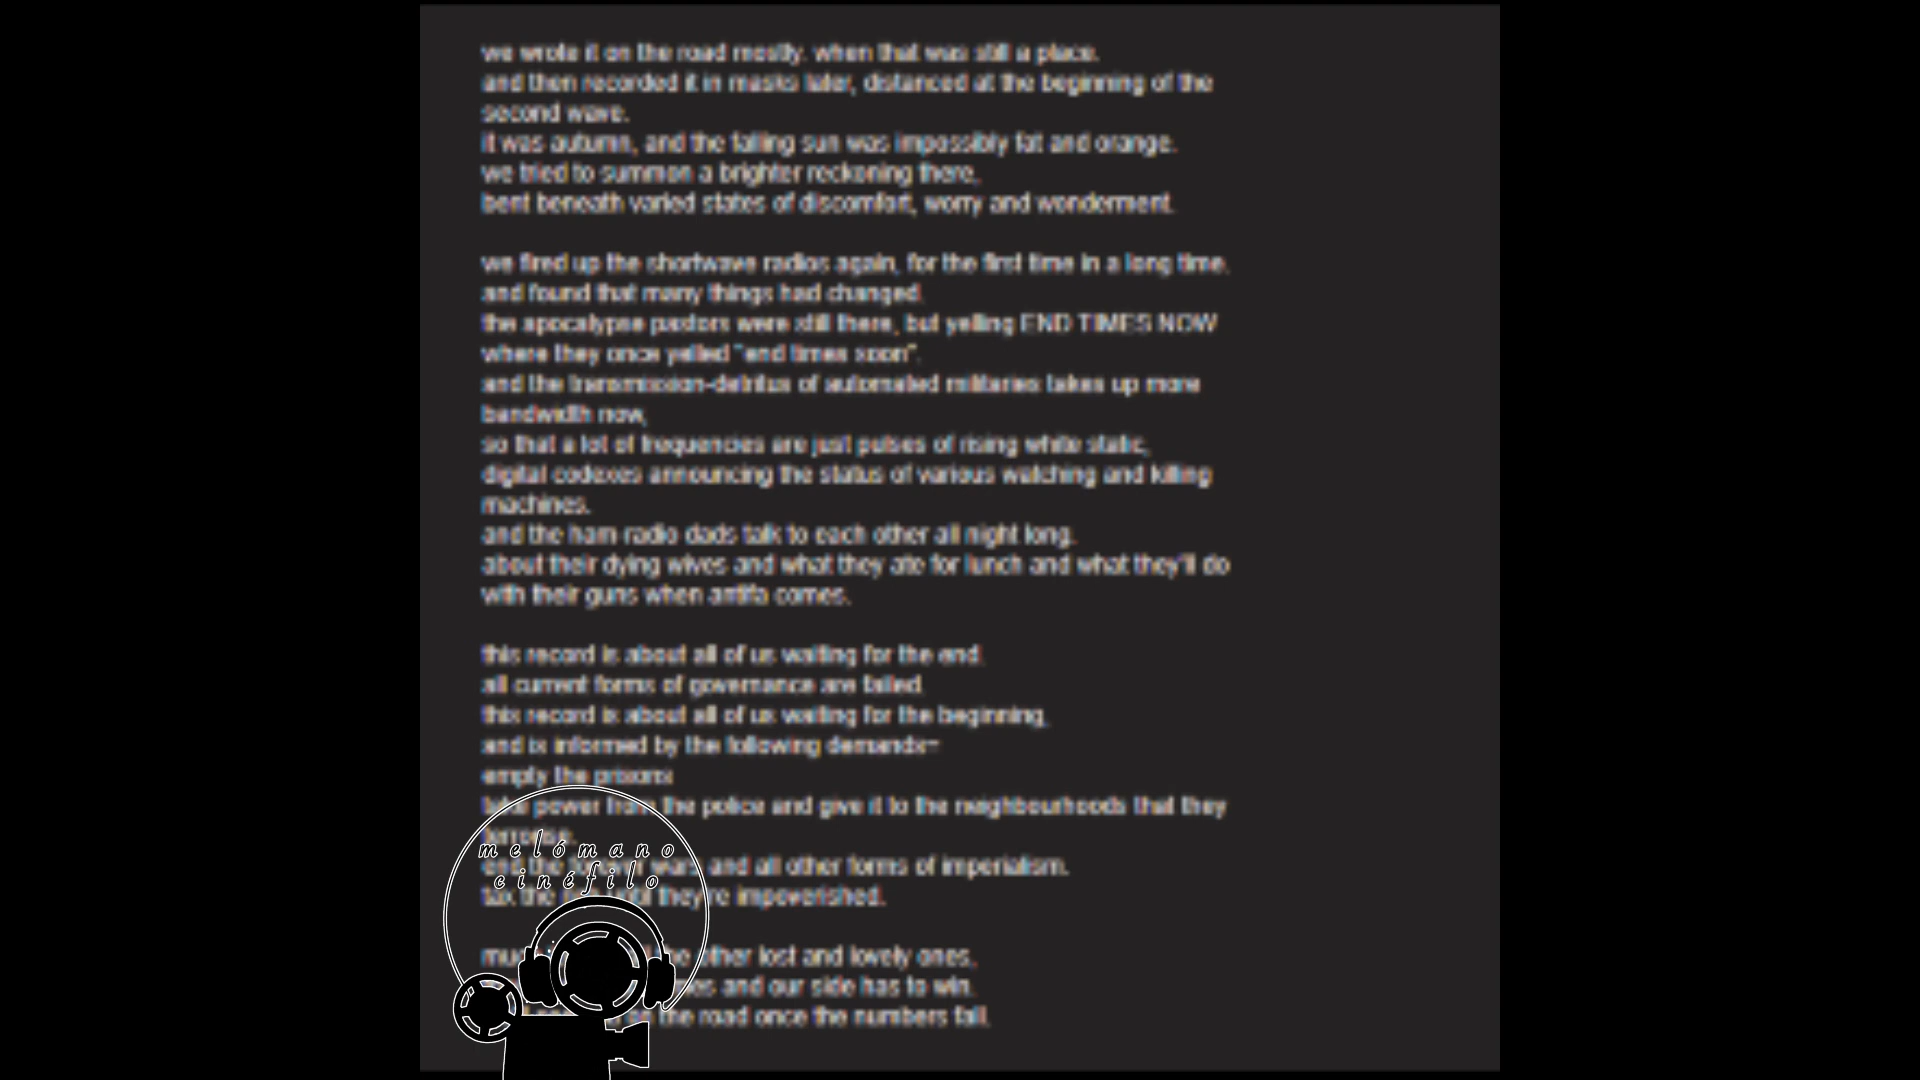 we wrote it on the road mostly. when that was still a place.
and then recorded it in masks later, distanced at the beginning of the
second wave.
it was autumn, and the falling sun was impossibly fat and orange.
we tried to summon a brighter reckoning there,
bent beneath varied states of discomfort, worry and wonderment.
we fired up the shortwave radios again, for the first time in a long time.
and found that many things had changed.
the apocalypse pastors were still there, but yelling END TIMES NOW
where they once yelled "end times soon".
and the transmission-detritus of automated militaries takes up more
bandwidth now,
so that a lot of frequencies are just pulses of rising white static,
digital codexes announcing the status of various watching and killing
machines.
and the ham-radio dads talk to each other all night long.
about their dying wives and what they ate for lunch and what they'll do
with their guns when antifa comes.
this record is about all of us waiting for the end.
all current forms of governance are failed.
this record is about all of us waiting for the beginning,
and is informed by the following demands=
empty the prisons
take power from the police and give it to the neighbourhoods that they
terrorise.
end the wars and all other forms of imperialism.
tax the until they're impoverished.
other lost and lovely ones,
and our side has to win.
the road once the numbers fall.
melómano
cinéfilo